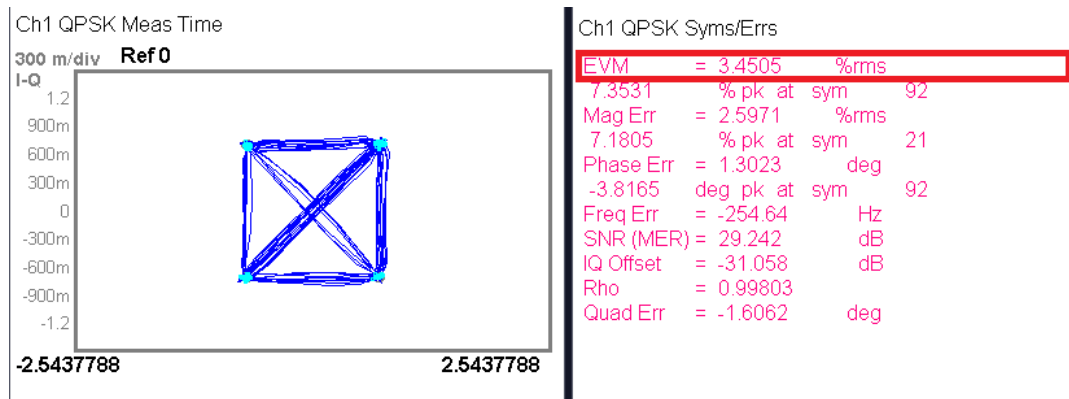 Ch1 QPSK Meas Time
300 m/div Ref 0
I-Q
1.2
900m
600m
300m
0
-300m
-600m
-900m
-1.2
-2.5437788 2.5437788
Ch1 QPSK Syms/Errs
EVM = 3.4505 %rms
7.3531 % pk at sym 92
Mag Err = 2.5971 %rms
7.1805 % pk at sym 21
Phase Err = 1.3023 deg
-3.8165 deg pk at sym 92
Freq Err = -254.64 Hz
SNR (MER) = 29.242 dB
IQ Offset = -31.058 dB
Rho = 0.99803
Quad Err = -1.6062 deg